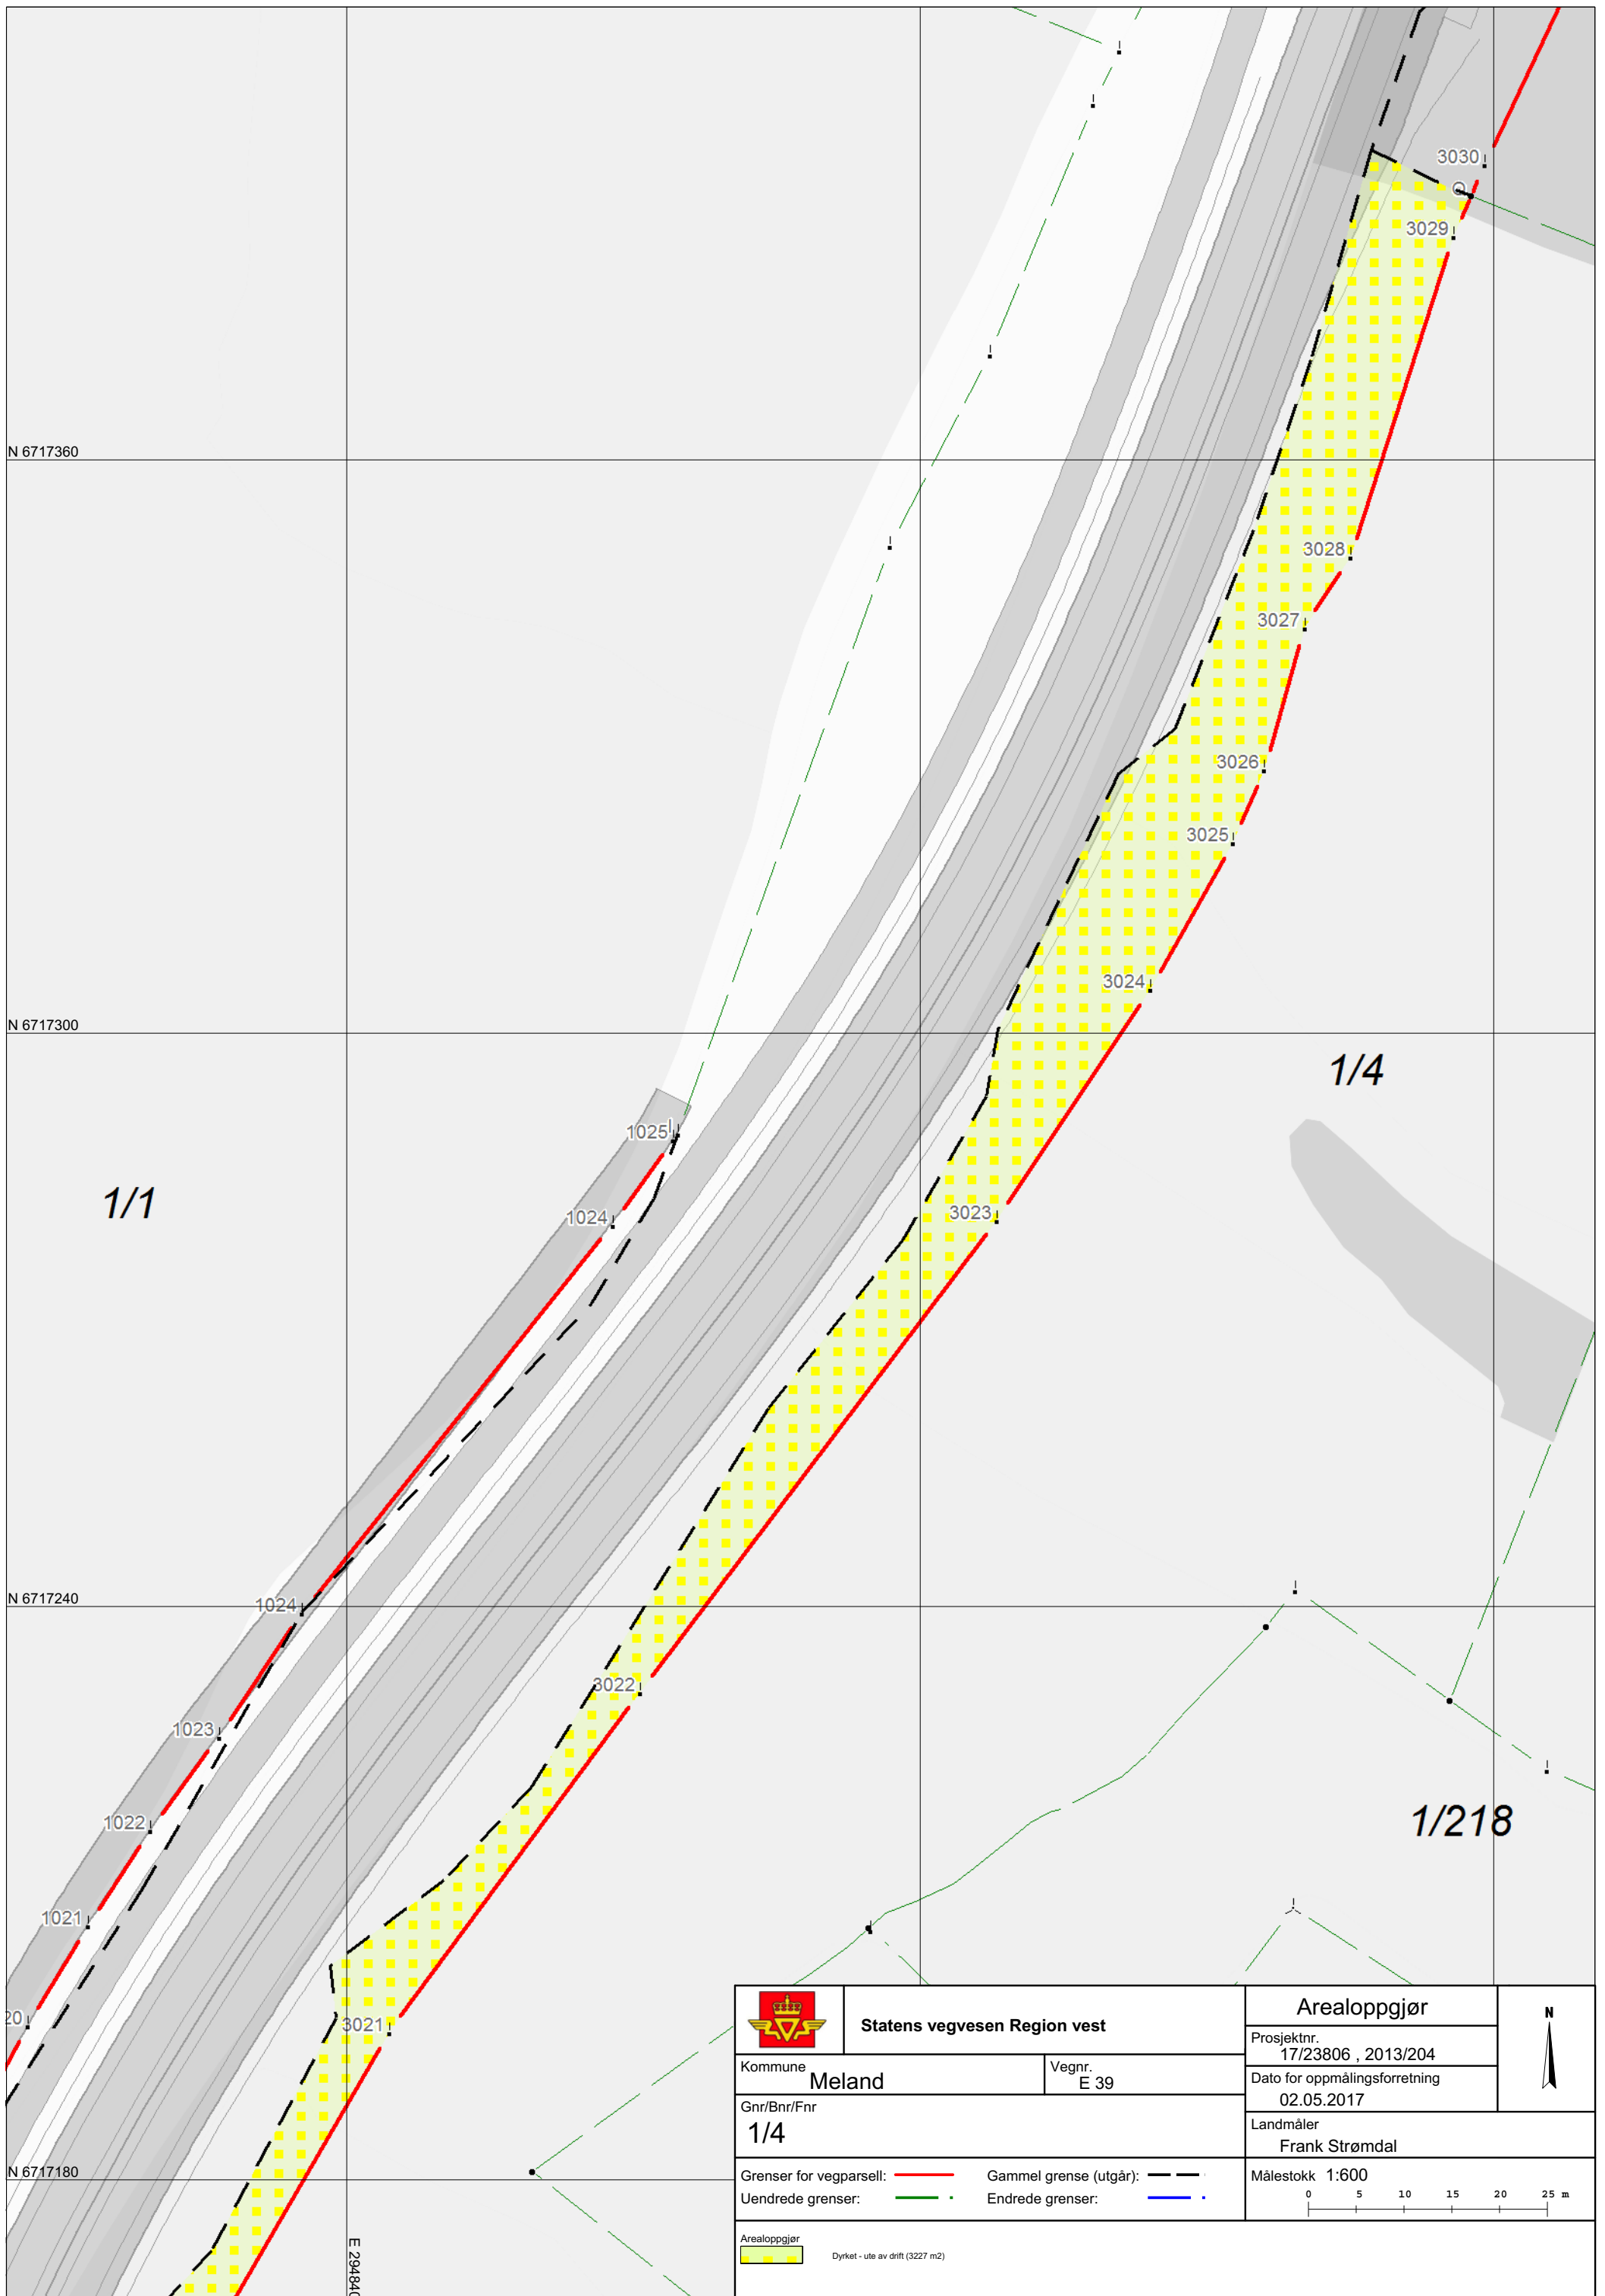 3030
3029
N 6717360
3028
3027
3026
3025
3024
N 6717300
1/4
1025
1/1
1024
3023
N 6717240
1024
3022
1023
1022
1/218
1021
20
3021
N 6717180
E 294840
Statens vegvesen Region vest
Arealoppgjør
N
Prosjektnr.
17/23806 , 2013/204
Kommune
Meland
Vegnr.
E 39
Dato for oppmålingsforretning
02.05.2017
Gnr/Bnr/Fnr
1/4
Landmåler
Frank Strømdal
Grenser for vegparsell: Gammel grense (utgår):
Uendrede grenser: Endrede grenser:
Målestokk 1:600
0 5 10 15 20 25 m
Arealoppgjør
Dyrket - ute av drift (3227 m2)